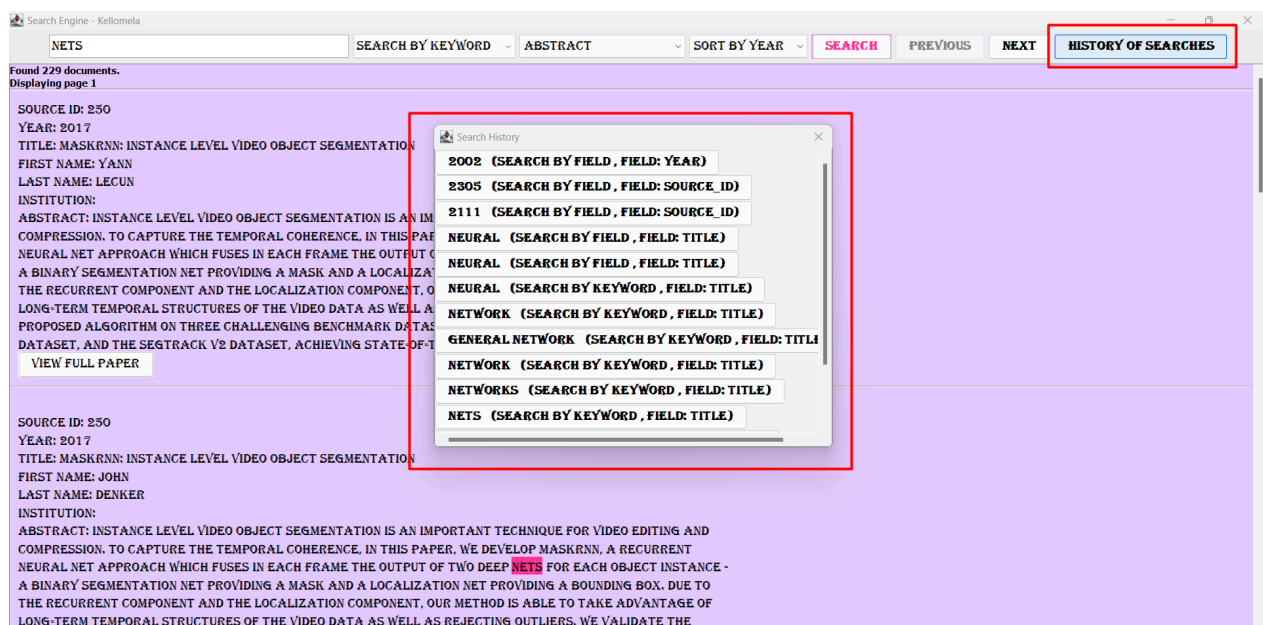 Search Engine - Kellomela
NETS
SEARCH BY KEYWORD
ABSTRACT
SORT BY YEAR
SEARCH
PREVIOUS
NEXT
HISTORY OF SEARCHES
Found 229 documents.
Displaying page 1
SOURCE ID: 250
YEAR: 2017
TITLE: MASKRNN: INSTANCE LEVEL VIDEO OBJECT SEGMENTATION
FIRST NAME: YANN
LAST NAME: LECUN
INSTITUTION:
ABSTRACT: INSTANCE LEVEL VIDEO OBJECT SEGMENTATION IS AN IM
COMPRESSION. TO CAPTURE THE TEMPORAL COHERENCE, IN THIS PAP
NEURAL NET APPROACH WHICH FUSES IN EACH FRAME THE OUTPUT
A BINARY SEGMENTATION NET PROVIDING A MASK AND A LOCALIZA
THE RECURRENT COMPONENT AND THE LOCALIZATION COMPONENT, O
LONG-TERM TEMPORAL STRUCTURES OF THE VIDEO DATA AS WELL A
PROPOSED ALGORITHM ON THREE CHALLENGING BENCHMARK DATAS
DATASET, AND THE SEGTRACK V2 DATASET, ACHIEVING STATE-OF-T
VIEW FULL PAPER
Search History
2002 (SEARCH BY FIELD , FIELD: YEAR)
2305 (SEARCH BY FIELD , FIELD: SOURCE_ID)
2111 (SEARCH BY FIELD , FIELD: SOURCE_ID)
NEURAL (SEARCH BY FIELD , FIELD: TITLE)
NEURAL (SEARCH BY FIELD , FIELD: TITLE)
NEURAL (SEARCH BY KEYWORD , FIELD: TITLE)
NETWORK (SEARCH BY KEYWORD , FIELD: TITLE)
GENERAL NETWORK (SEARCH BY KEYWORD , FIELD: TITLE
NETWORK (SEARCH BY KEYWORD , FIELD: TITLE)
NETWORKS (SEARCH BY KEYWORD , FIELD: TITLE)
NETS (SEARCH BY KEYWORD , FIELD: TITLE)
SOURCE ID: 250
YEAR: 2017
TITLE: MASKRNN: INSTANCE LEVEL VIDEO OBJECT SEGMENTATION
FIRST NAME: JOHN
LAST NAME: DENKER
INSTITUTION:
ABSTRACT: INSTANCE LEVEL VIDEO OBJECT SEGMENTATION IS AN IMPORTANT TECHNIQUE FOR VIDEO EDITING AND
COMPRESSION. TO CAPTURE THE TEMPORAL COHERENCE, IN THIS PAPER, WE DEVELOP MASKRNN, A RECURRENT
NEURAL NET APPROACH WHICH FUSES IN EACH FRAME THE OUTPUT OF TWO DEEP NETS FOR EACH OBJECT INSTANCE -
A BINARY SEGMENTATION NET PROVIDING A MASK AND A LOCALIZATION NET PROVIDING A BOUNDING BOX. DUE TO
THE RECURRENT COMPONENT AND THE LOCALIZATION COMPONENT, OUR METHOD IS ABLE TO TAKE ADVANTAGE OF
LONG-TERM TEMPORAL STRUCTURES OF THE VIDEO DATA AS WELL AS REJECTING OUTLIERS. WE VALIDATE THE